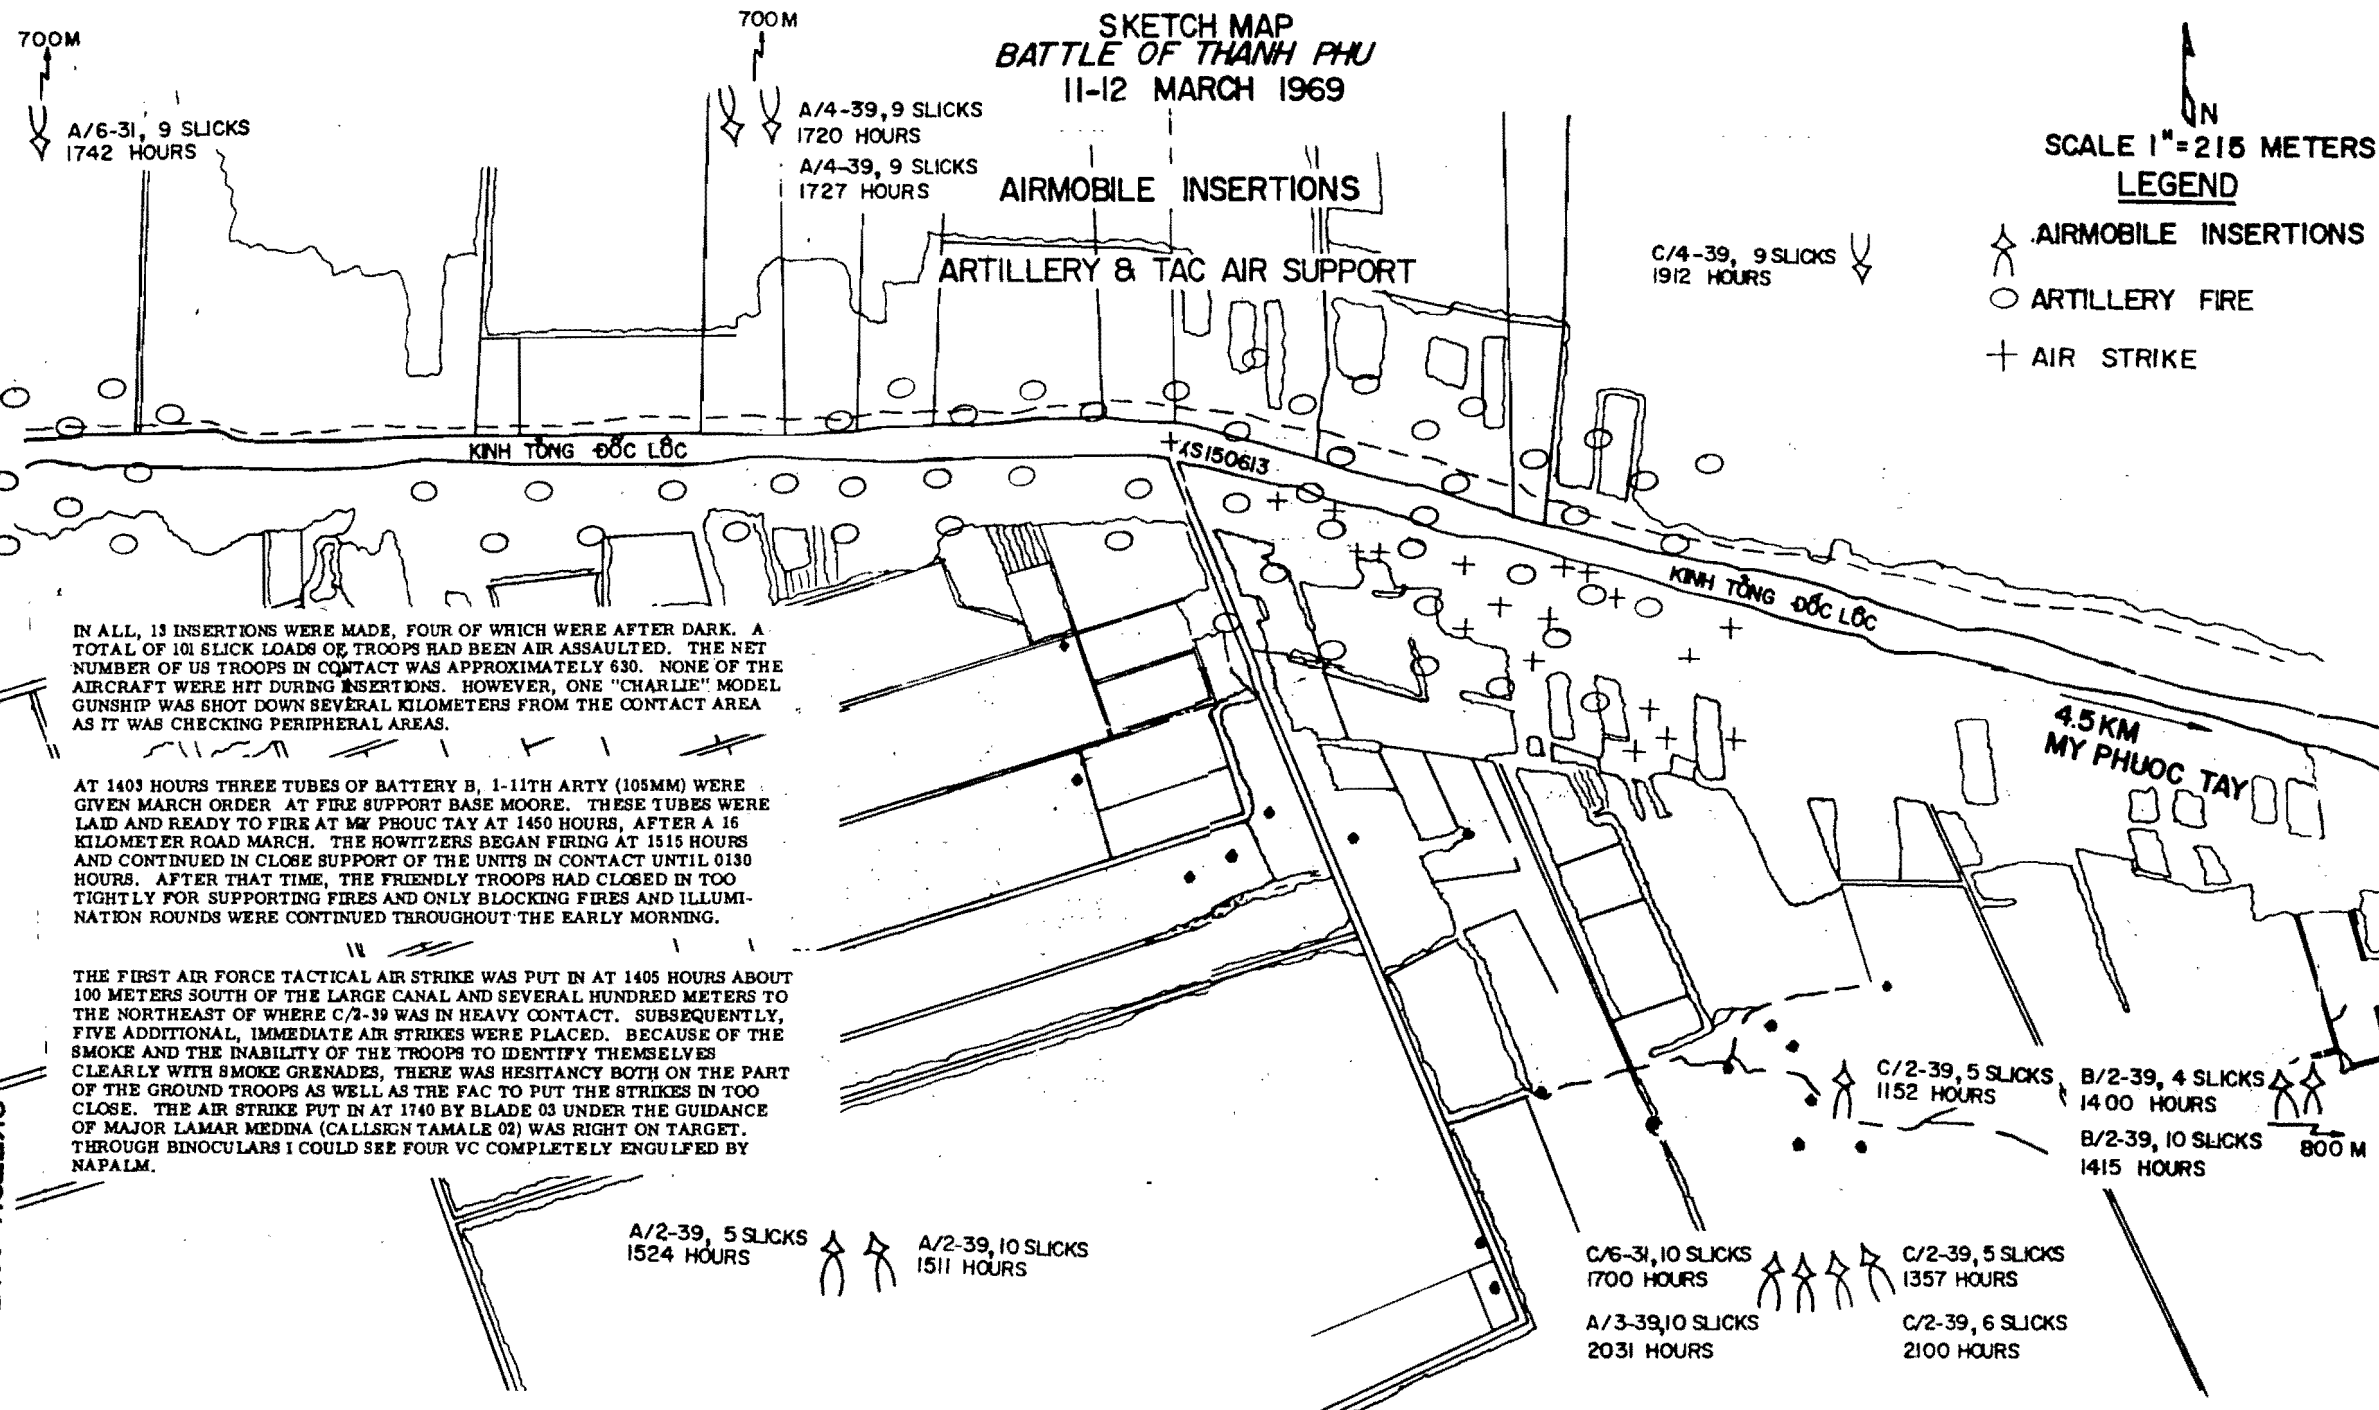 SKETCH MAP
BATTLE OF THANH PHU
11-12 MARCH 1969
700M
700M
A/6-31, 9 SLICKS
1742 HOURS
A/4-39, 9 SLICKS
1720 HOURS
A/4-39, 9 SLICKS
1727 HOURS
AIRMOBILE INSERTIONS
ARTILLERY & TAC AIR SUPPORT
C/4-39, 9 SLICKS
1912 HOURS
N
SCALE 1"=215 METERS
LEGEND
AIRMOBILE INSERTIONS
ARTILLERY FIRE
AIR STRIKE
KINH TỔNG ĐỐC LỘC
XS150613
KINH TỔNG ĐỐC LỘC
4.5 KM
MY PHUOC TAY
IN ALL, 13 INSERTIONS WERE MADE, FOUR OF WHICH WERE AFTER DARK. A
TOTAL OF 101 SLICK LOADS OF TROOPS HAD BEEN AIR ASSAULTED. THE NET
NUMBER OF US TROOPS IN CONTACT WAS APPROXIMATELY 630. NONE OF THE
AIRCRAFT WERE HIT DURING INSERTIONS. HOWEVER, ONE "CHARLIE" MODEL
GUNSHIP WAS SHOT DOWN SEVERAL KILOMETERS FROM THE CONTACT AREA
AS IT WAS CHECKING PERIPHERAL AREAS.
AT 1403 HOURS THREE TUBES OF BATTERY B, 1-11TH ARTY (105MM) WERE
GIVEN MARCH ORDER AT FIRE SUPPORT BASE MOORE. THESE TUBES WERE
LAID AND READY TO FIRE AT MY PHOUC TAY AT 1450 HOURS, AFTER A 16
KILOMETER ROAD MARCH. THE HOWITZERS BEGAN FIRING AT 1515 HOURS
AND CONTINUED IN CLOSE SUPPORT OF THE UNITS IN CONTACT UNTIL 0130
HOURS. AFTER THAT TIME, THE FRIENDLY TROOPS HAD CLOSED IN TOO
TIGHTLY FOR SUPPORTING FIRES AND ONLY BLOCKING FIRES AND ILLUMI-
NATION ROUNDS WERE CONTINUED THROUGHOUT THE EARLY MORNING.
THE FIRST AIR FORCE TACTICAL AIR STRIKE WAS PUT IN AT 1405 HOURS ABOUT
100 METERS SOUTH OF THE LARGE CANAL AND SEVERAL HUNDRED METERS TO
THE NORTHEAST OF WHERE C/2-39 WAS IN HEAVY CONTACT. SUBSEQUENTLY,
FIVE ADDITIONAL, IMMEDIATE AIR STRIKES WERE PLACED. BECAUSE OF THE
SMOKE AND THE INABILITY OF THE TROOPS TO IDENTIFY THEMSELVES
CLEARLY WITH SMOKE GRENADES, THERE WAS HESITANCY BOTH ON THE PART
OF THE GROUND TROOPS AS WELL AS THE FAC TO PUT THE STRIKES IN TOO
CLOSE. THE AIR STRIKE PUT IN AT 1740 BY BLADE 03 UNDER THE GUIDANCE
OF MAJOR LAMAR MEDINA (CALLSIGN TAMALE 02) WAS RIGHT ON TARGET.
THROUGH BINOCULARS I COULD SEE FOUR VC COMPLETELY ENGULFED BY
NAPALM.
C/2-39, 5 SLICKS
1152 HOURS
B/2-39, 4 SLICKS
1400 HOURS
B/2-39, 10 SLICKS
1415 HOURS
800 M
A/2-39, 5 SLICKS
1524 HOURS
A/2-39, 10 SLICKS
1511 HOURS
C/6-31, 10 SLICKS
1700 HOURS
C/2-39, 5 SLICKS
1357 HOURS
A/3-39, 10 SLICKS
2031 HOURS
C/2-39, 6 SLICKS
2100 HOURS